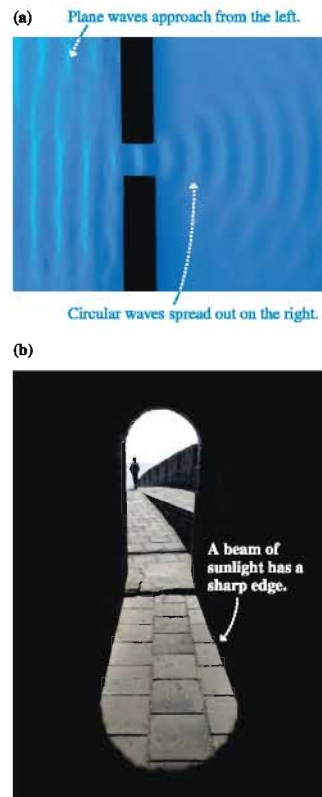 (a)
Plane waves approach from the left.
Circular waves spread out on the right.
(b)
A beam of
sunlight has a
sharp edge.